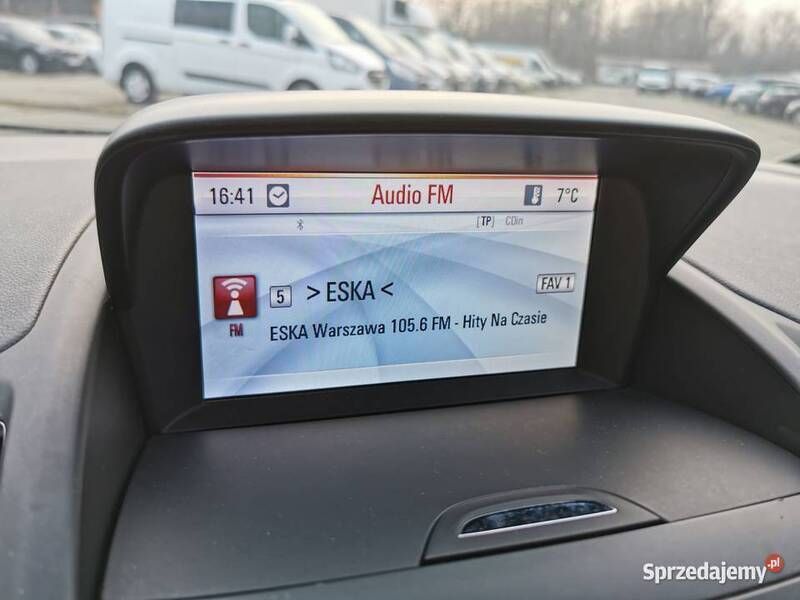 16:41 Audio FM 7°C
[TP] CDin
5 > ESKA < FAV 1
FM ESKA Warszawa 105.6 FM - Hity Na Czasie
Sprzedajemy.pl